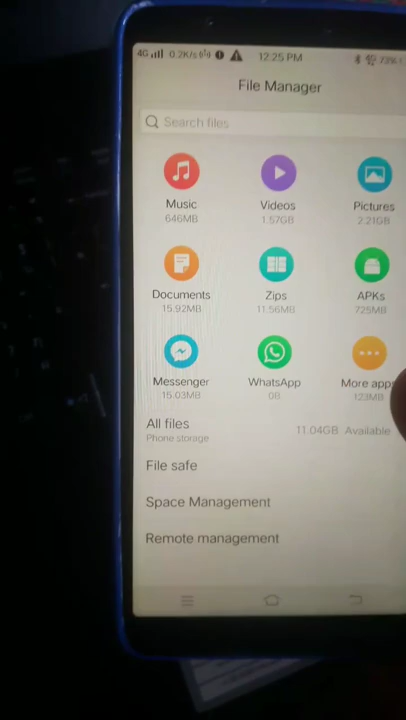 4G 0.2K/s 12:25 PM 73%
File Manager
Search files
Music Videos Pictures
646MB 1.57GB 2.21GB
Documents Zips APKs
15.92MB 11.56MB 725MB
Messenger WhatsApp More app
15.03MB 0B 123MB
All files
Phone storage 11.04GB Available
File safe
Space Management
Remote management